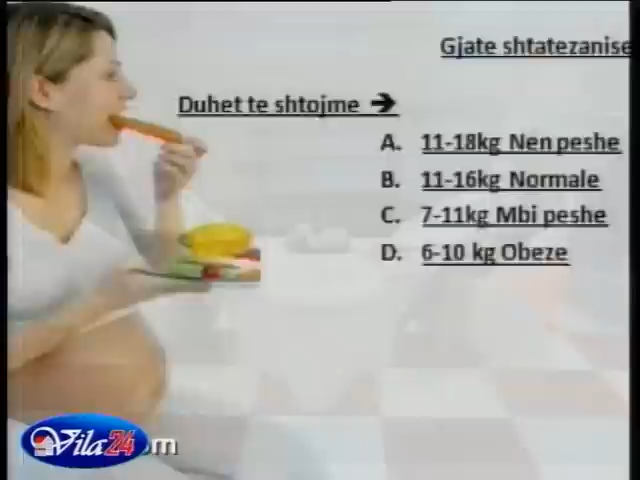 Gjate shtatezanise
Duhet te shtojme →
A. 11-18kg Nen peshe
B. 11-16kg Normale
C. 7-11kg Mbi peshe
D. 6-10 kg Obeze
Vila24
m